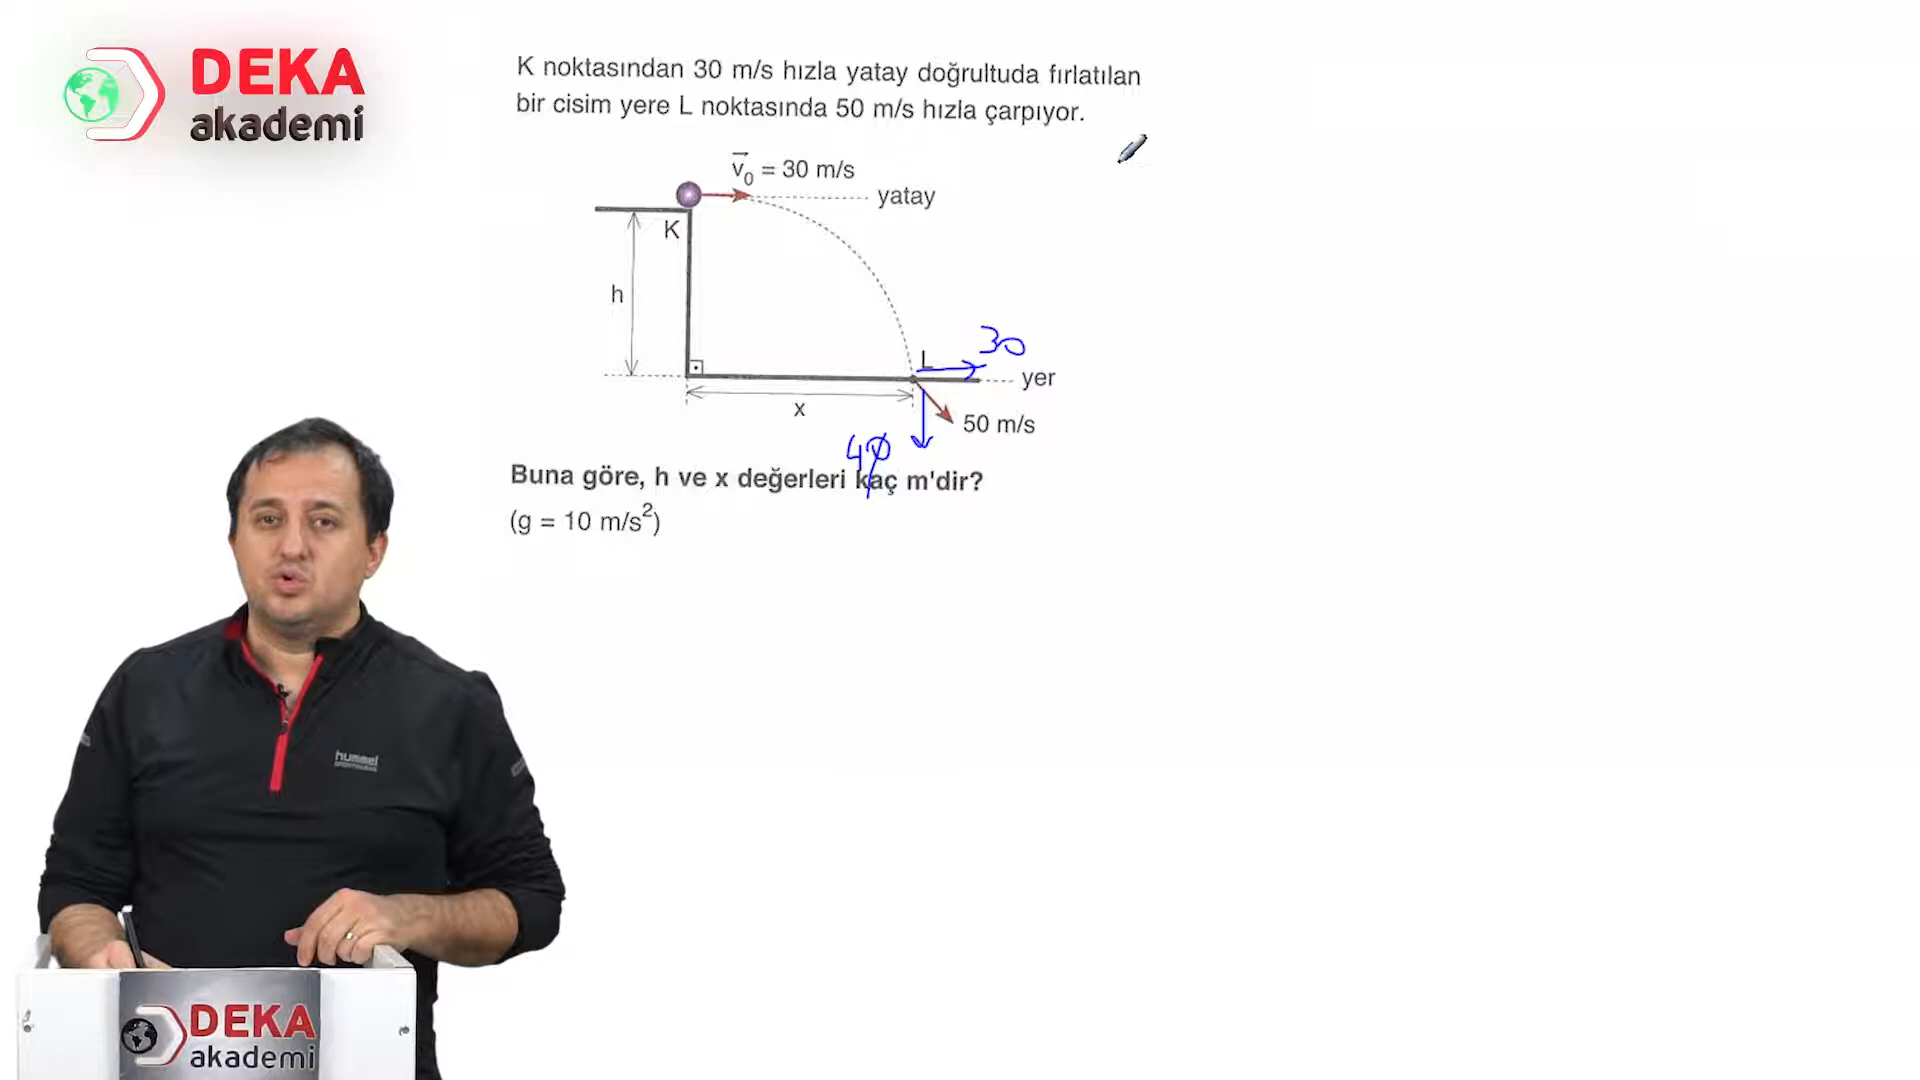 DEKA
akademi
K noktasından 30 m/s hızla yatay doğrultuda fırlatılan
bir cisim yere L noktasında 50 m/s hızla çarpıyor.
v₀ = 30 m/s
yatay
K
h
L
30
yer
x
50 m/s
40
Buna göre, h ve x değerleri kaç m'dir?
(g = 10 m/s²)
hummel
DEKA
akademi